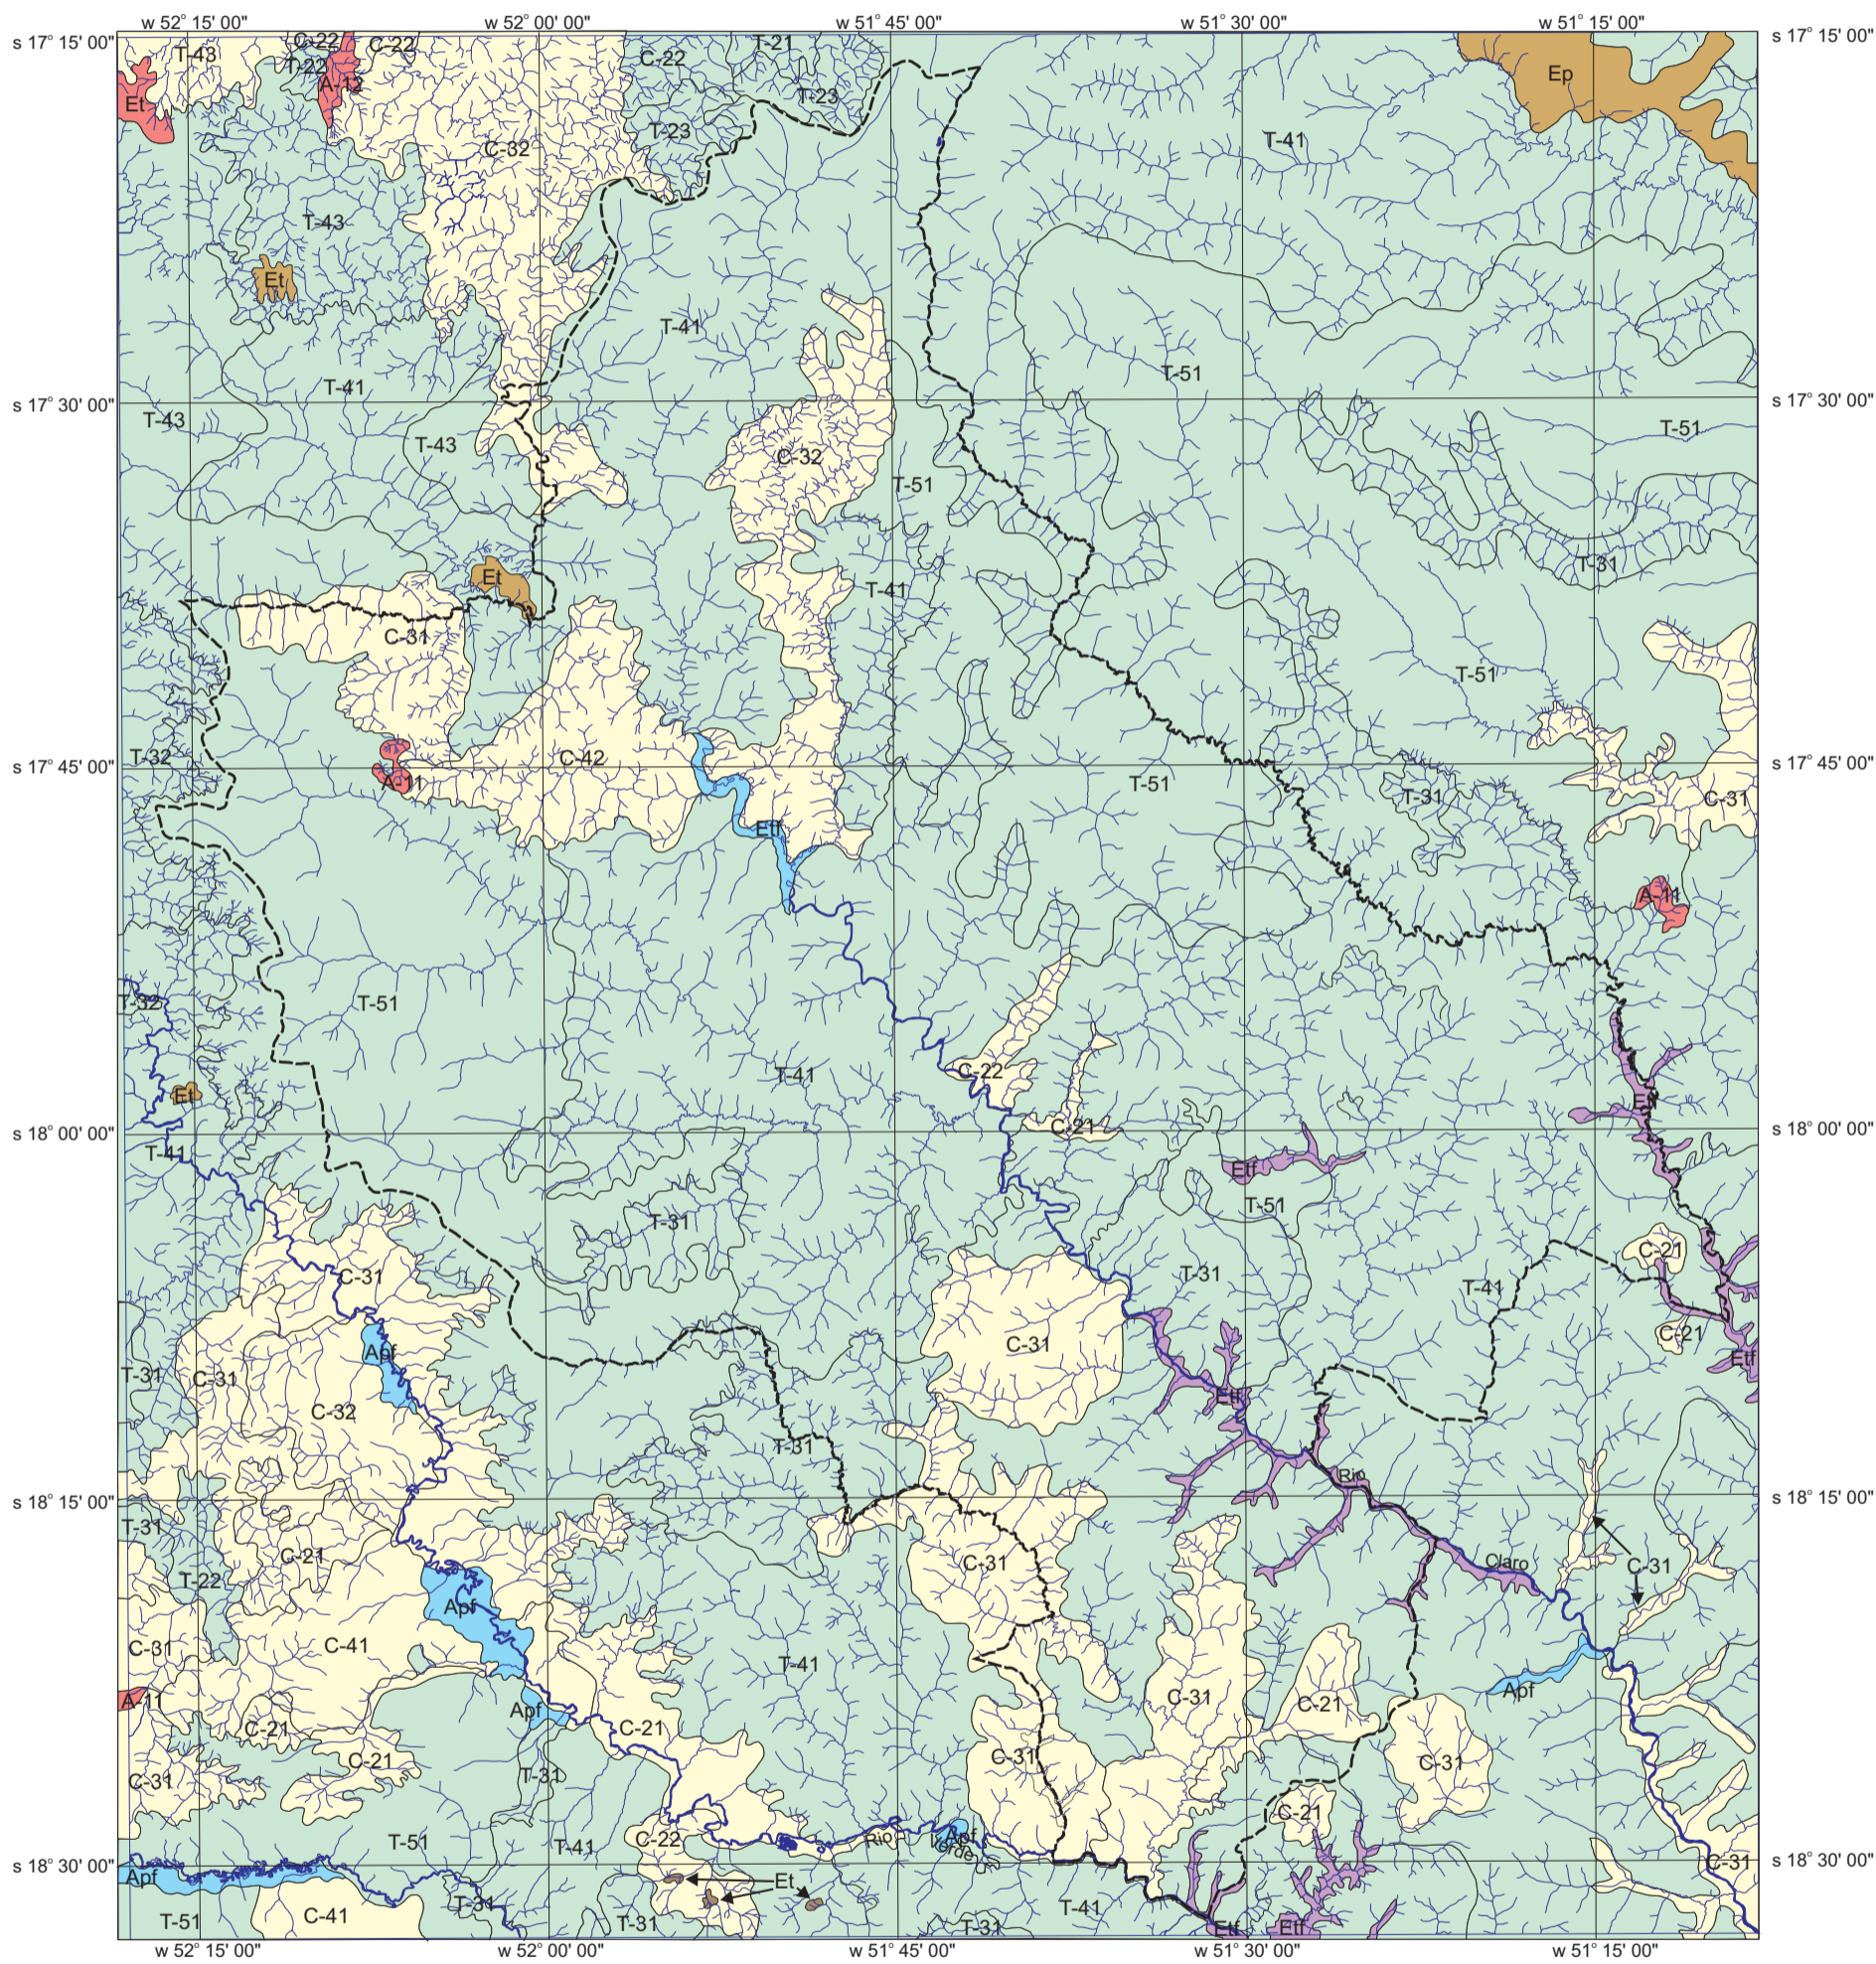 w 52° 15' 00" w 52° 00' 00" w 51° 45' 00" w 51° 30' 00" w 51° 15' 00"
s 17° 15' 00" s 17° 15' 00"
T-43 C-22 C-22 C-22 T-21
T-22 A-12 T-23 Ep
Et
T-23 T-41
C-32
T-43
Et
T-41
T-41 T-51
s 17° 30' 00" s 17° 30' 00"
T-43 T-43 C-32 T-51
T-51
Et T-41 T-31
C-31
T-51
T-32 C-42
s 17° 45' 00" s 17° 45' 00"
A-11 T-51 T-31 C-31
Etf
A-11
T-32 T-51
C-22
T-41
Et
C-21
s 18° 00' 00" s 18° 00' 00"
T-41 Etf
T-31 T-51
C-21
C-31 T-31 T-41
C-31 C-21
Apf Etf
T-31 C-31 Etf
C-32
T-31
Rio
s 18° 15' 00" s 18° 15' 00"
T-31
C-21 C-31 Claro C-31
T-22 Apf
C-31 C-41 T-41
A-11 Apf C-31 C-21 Apf
C-21 C-21
C-21 C-31 C-31
C-31 T-31
C-21
T-51 T-41 C-22 Rio Apf
s 18° 30' 00" s 18° 30' 00"
C-31
Apf Et
T-51 C-41 T-31 T-31 T-31 T-41 Etf Etf
w 52° 15' 00" w 52° 00' 00" w 51° 45' 00" w 51° 30' 00" w 51° 15' 00"